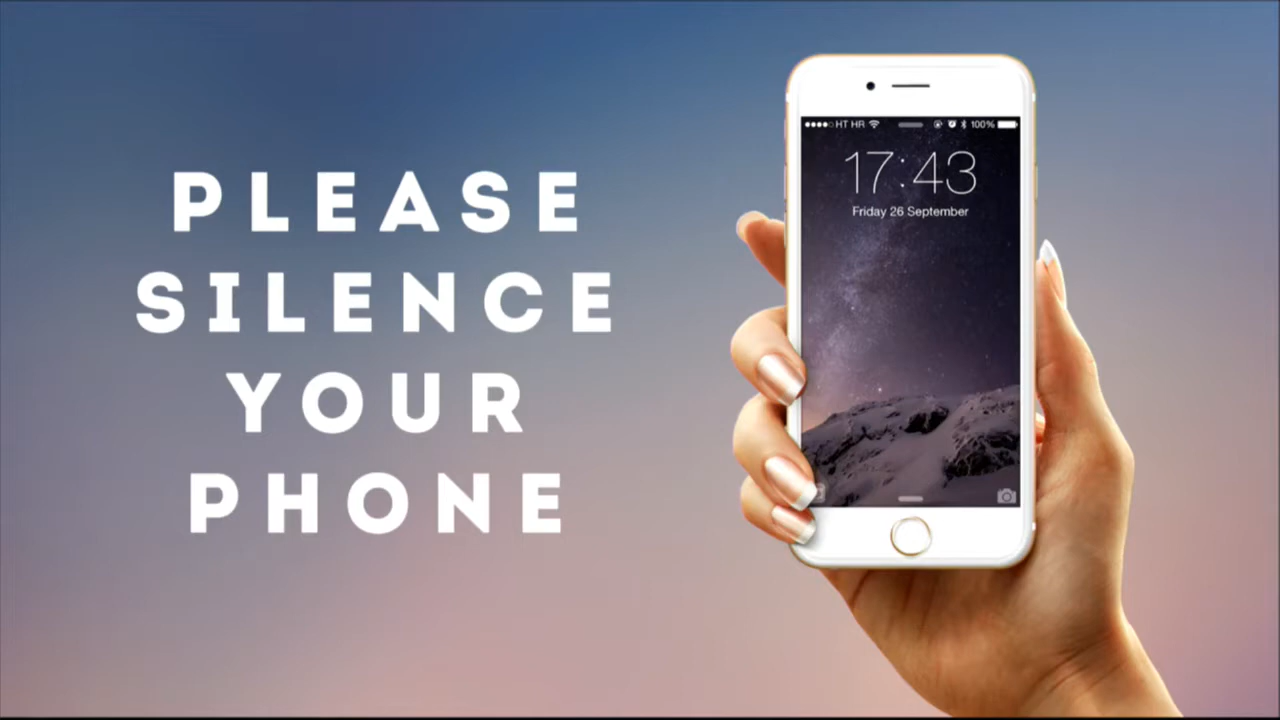 PLEASE
SILENCE
YOUR
PHONE
HT HR 100%
17:43
Friday 26 September